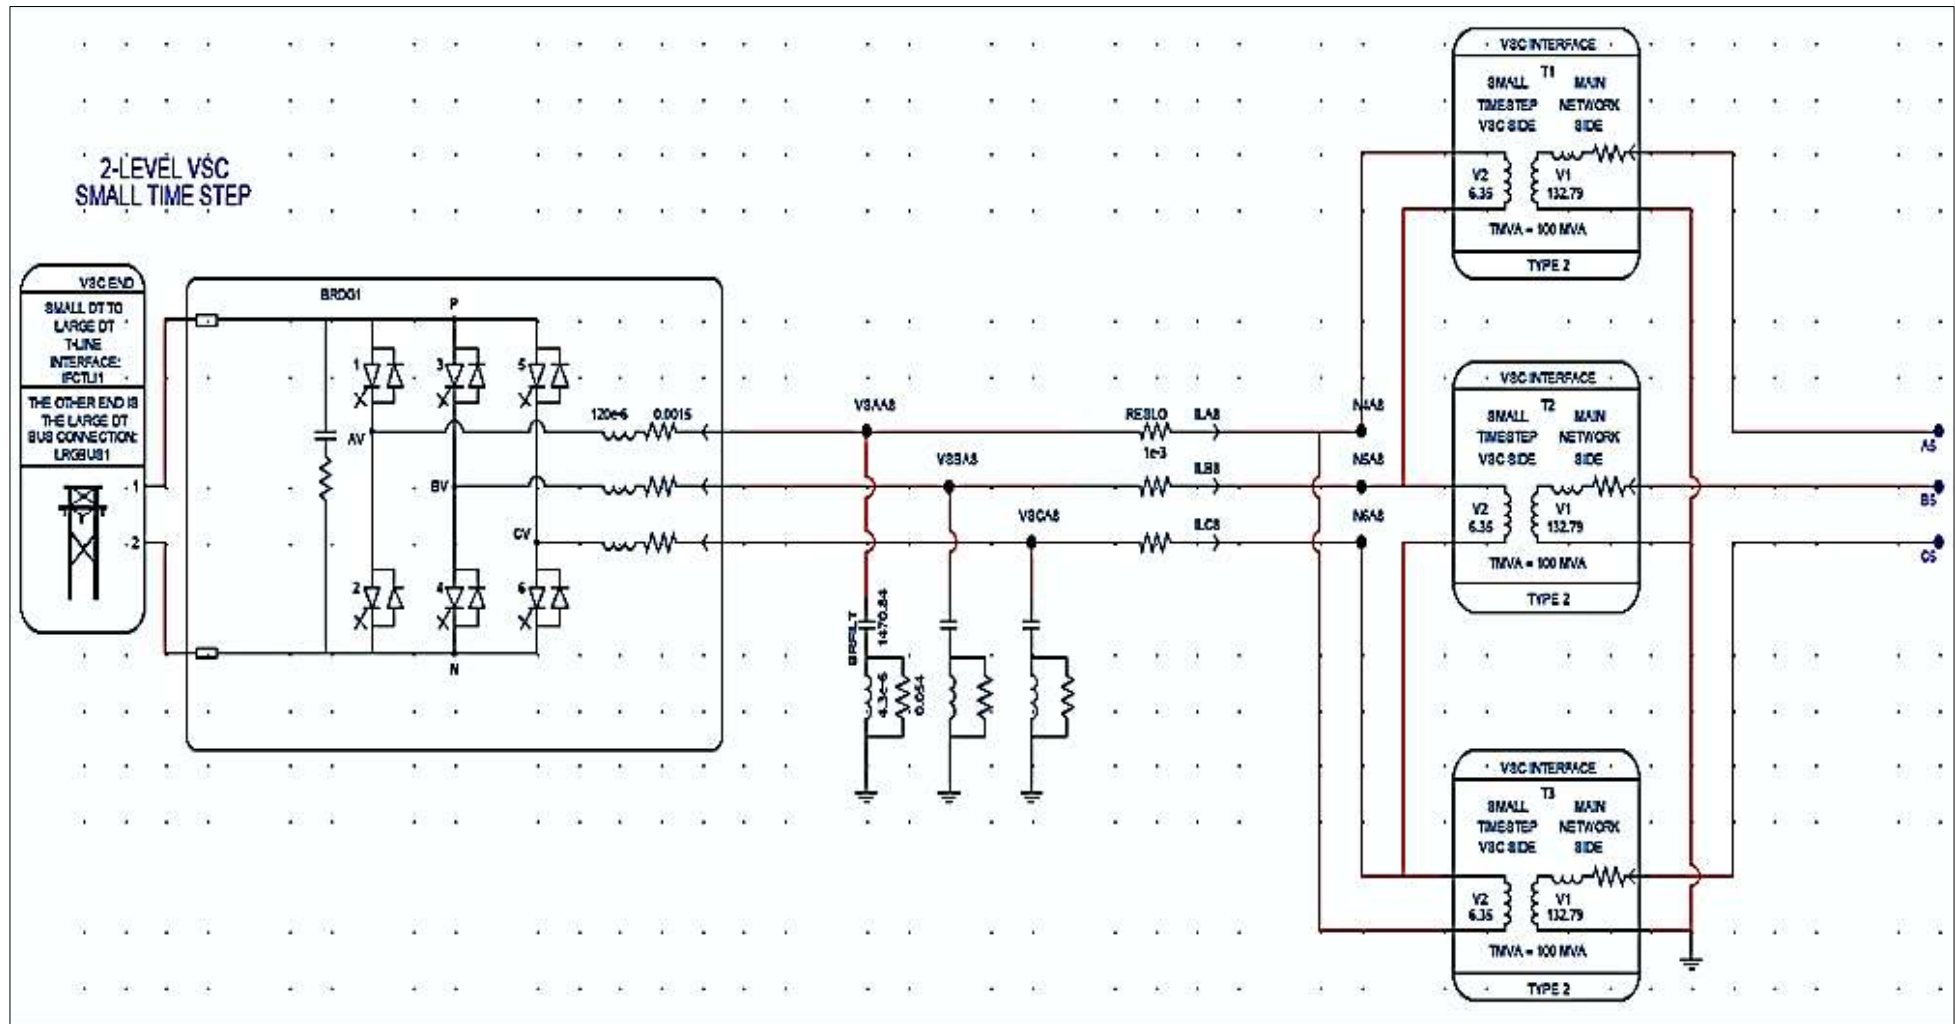 2-LEVEL VSC
SMALL TIME STEP
VSC END
SMALL DT TO
LARGE DT
T-LINE
INTERFACE:
IFCTLI1
THE OTHER END IS
THE LARGE DT
BUS CONNECTION:
LRGBUS1
1
2
BRDG1
P
1
3
5
AV
BV
CV
2
4
6
N
120e-6
0.0015
VSAA8
VSBA8
VSCA8
BRFILT
1470.84
4.3e-6
0.054
RESLO
1e-3
ILA8
ILB8
ILC8
N4A8
N5A8
N6A8
VSC INTERFACE
T1
SMALL MAIN
TIMESTEP NETWORK
VSC SIDE SIDE
V2 V1
6.35 132.79
TMVA = 100 MVA
TYPE 2
VSC INTERFACE
T2
SMALL MAIN
TIMESTEP NETWORK
VSC SIDE SIDE
V2 V1
6.35 132.79
TMVA = 100 MVA
TYPE 2
VSC INTERFACE
T3
SMALL MAIN
TIMESTEP NETWORK
VSC SIDE SIDE
V2 V1
6.35 132.79
TMVA = 100 MVA
TYPE 2